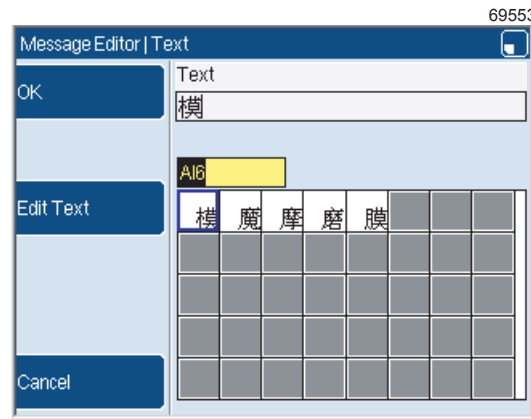 69553
Message Editor | Text
OK
Text
模
AI6
Edit Text
模 魔 摩 磨 膜
Cancel